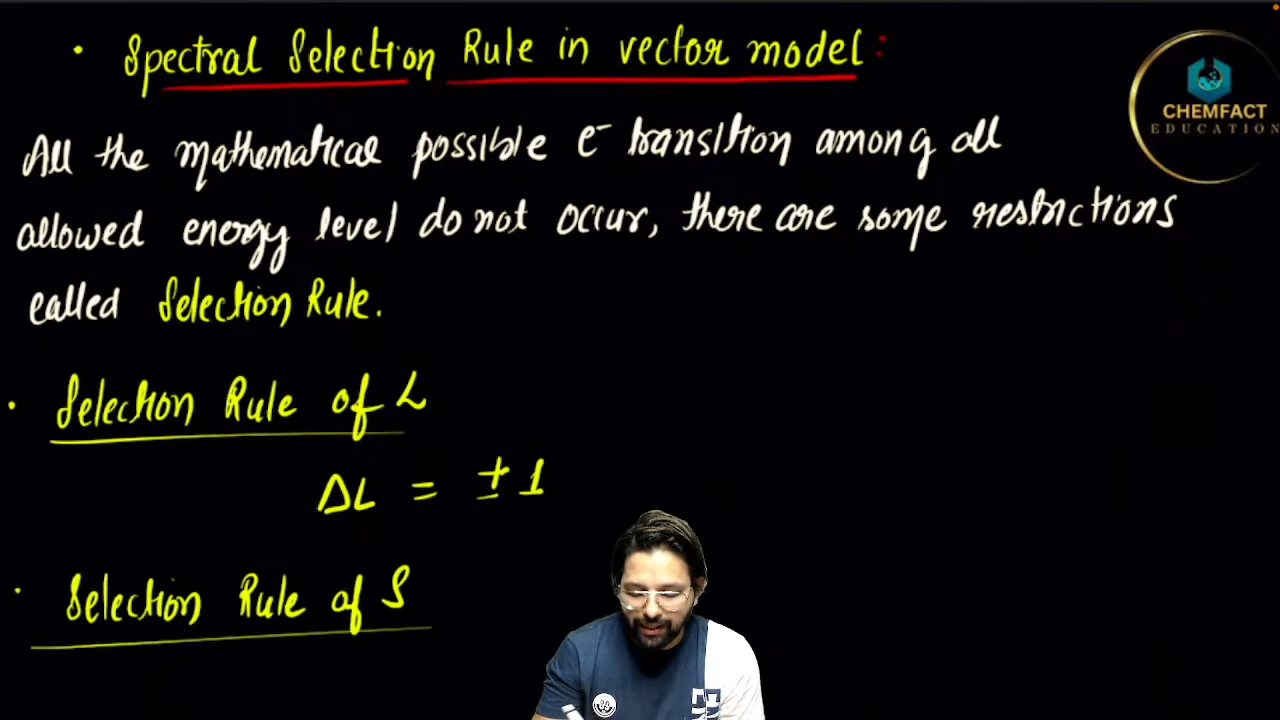 • Spectral Selection Rule in vector model :
CHEMFACT
EDUCATION
All the mathematical possible e⁻ transition among all
allowed energy level do not occur, there are some restrictions
called Selection Rule.
• Selection Rule of L
ΔL = ±1
• Selection Rule of S